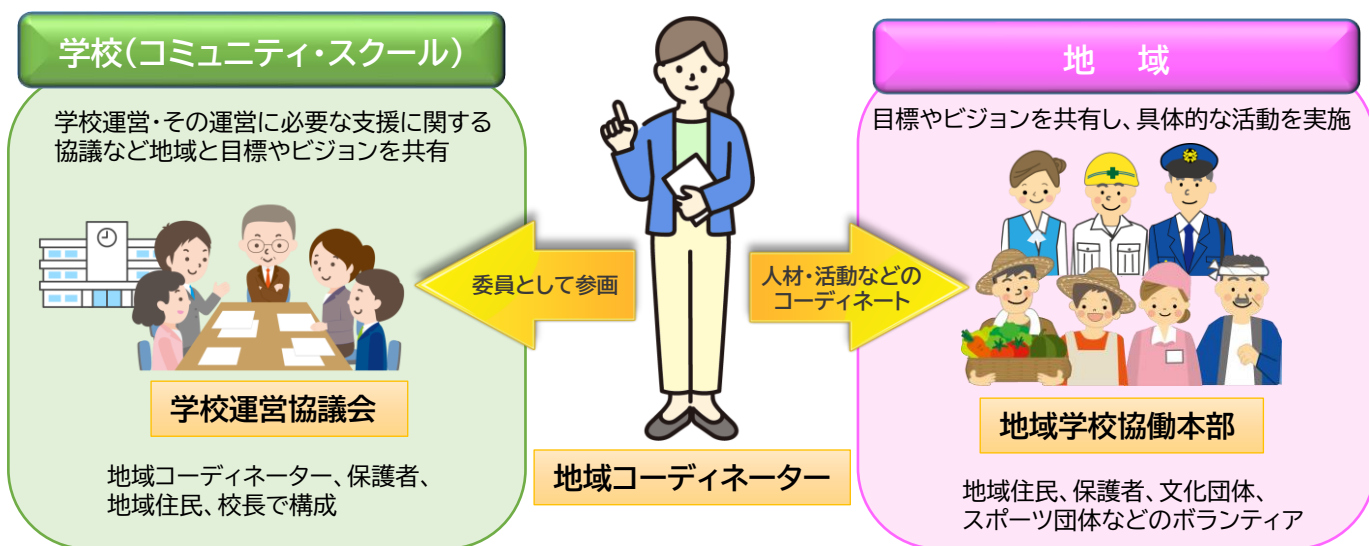 学校（コミュニティ・スクール）
学校運営・その運営に必要な支援に関する
協議など地域と目標やビジョンを共有
学校運営協議会
地域コーディネーター、保護者、
地域住民、校長で構成
委員として参画
人材・活動などの
コーディネート
地域コーディネーター
地　域
目標やビジョンを共有し、具体的な活動を実施
地域学校協働本部
地域住民、保護者、文化団体、
スポーツ団体などのボランティア